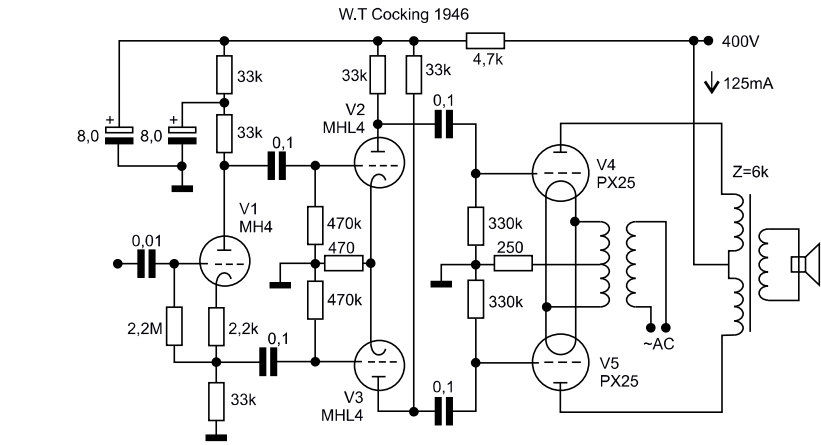 W.T Cocking 1946
400V
4,7k
33k
33k
33k
125mA
V2
MHL4
0,1
+
8,0
+
8,0
33k
0,1
V4
PX25
Z=6k
V1
MH4
470k
330k
0,01
470
250
470k
330k
2,2M
2,2k
0,1
~AC
V5
PX25
33k
V3
MHL4
0,1